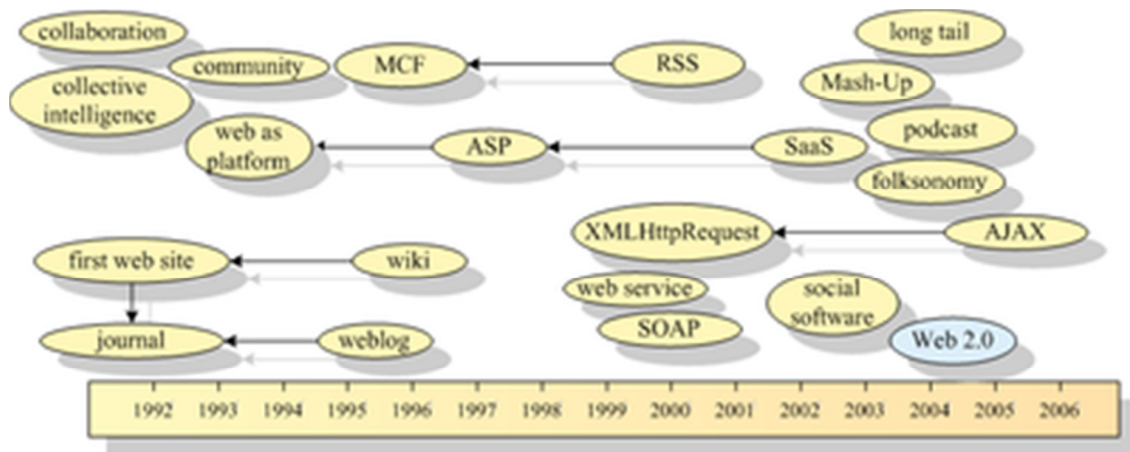 collaboration
long tail
community
MCF
RSS
Mash-Up
collective
intelligence
web as
platform
ASP
SaaS
podcast
folksonomy
XMLHttpRequest
AJAX
first web site
wiki
web service
social
software
SOAP
journal
weblog
Web 2.0
1992 1993 1994 1995 1996 1997 1998 1999 2000 2001 2002 2003 2004 2005 2006